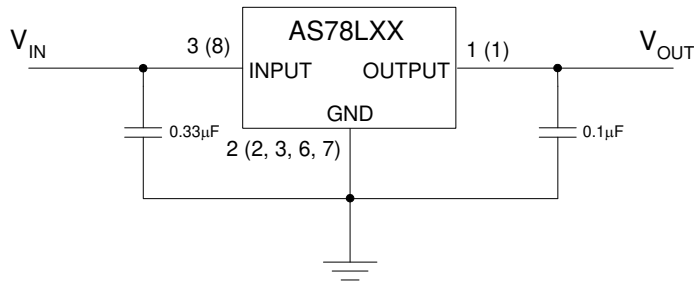 AS78LXX
V_IN
3 (8)
INPUT
OUTPUT
1 (1)
V_OUT
GND
0.33µF
2 (2, 3, 6, 7)
0.1µF